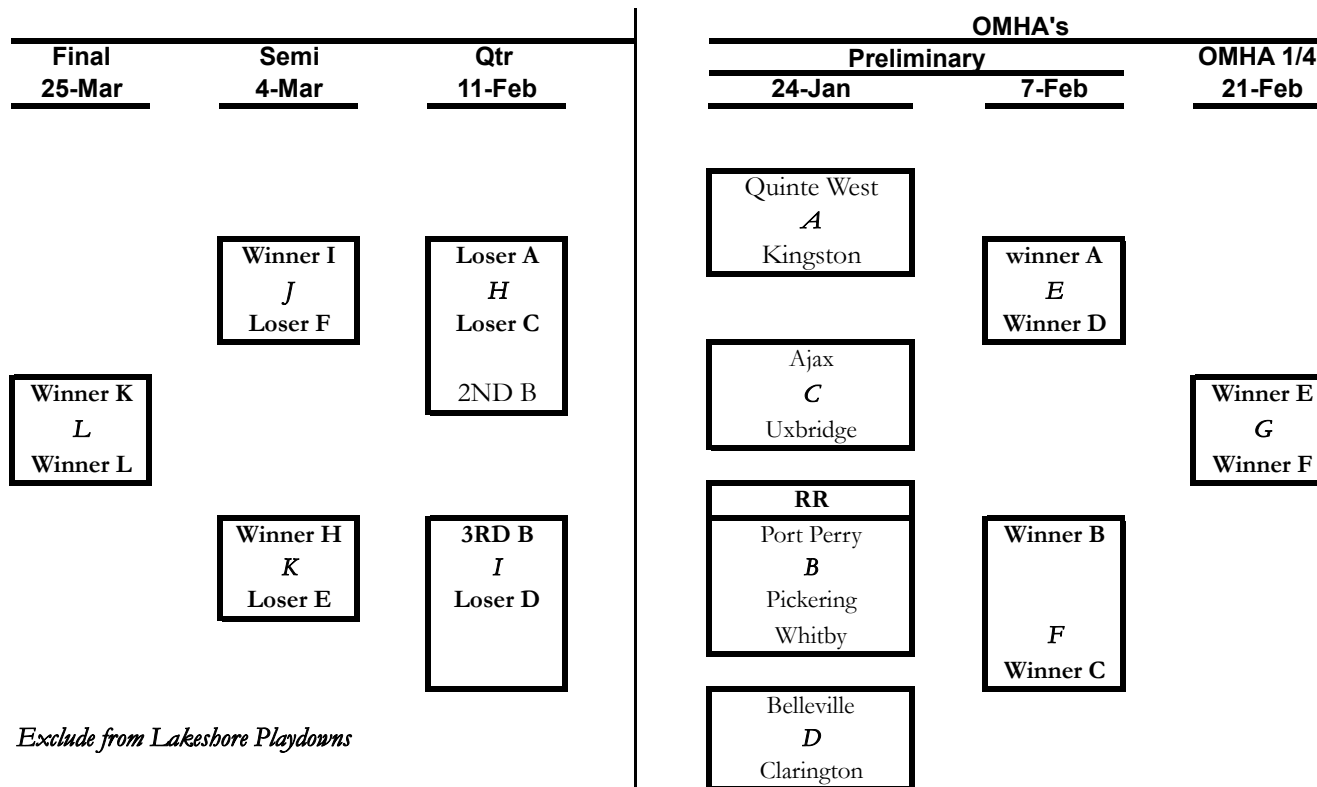 OMHA's
Final Semi Qtr Preliminary OMHA 1/4
25-Mar 4-Mar 11-Feb 24-Jan 7-Feb 21-Feb
Quinte West
A
Winner I Loser A Kingston winner A
J H E
Loser F Loser C Winner D
Ajax
Winner K 2ND B C Winner E
L Uxbridge G
Winner L Winner F
RR
Winner H 3RD B Port Perry Winner B
K I B
Loser E Loser D Pickering
Whitby F
Winner C
Belleville
Exclude from Lakeshore Playdowns D
Clarington